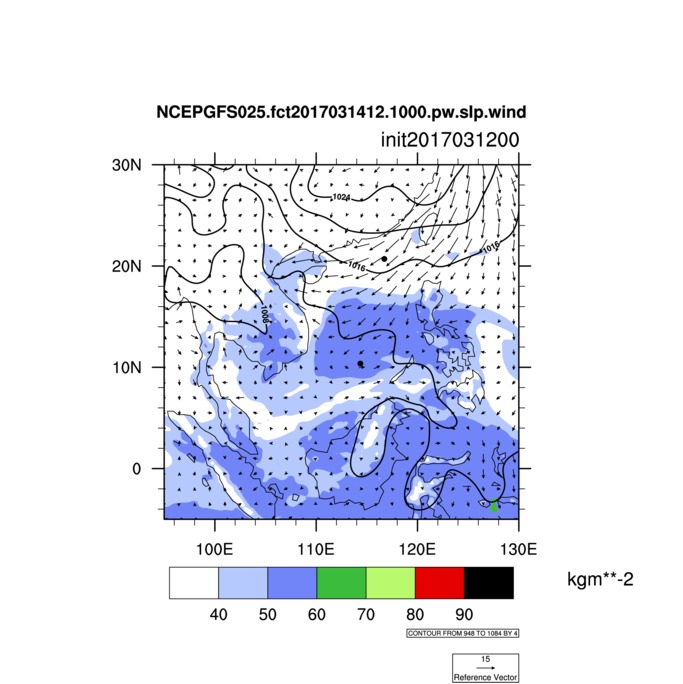 NCEPGFS025.fct2017031412.1000.pw.slp.wind
init2017031200
30N
1024
1016
1016
20N
1008
10N
0
100E 110E 120E 130E
kgm**-2
40 50 60 70 80 90
CONTOUR FROM 948 TO 1084 BY 4
15
Reference Vector